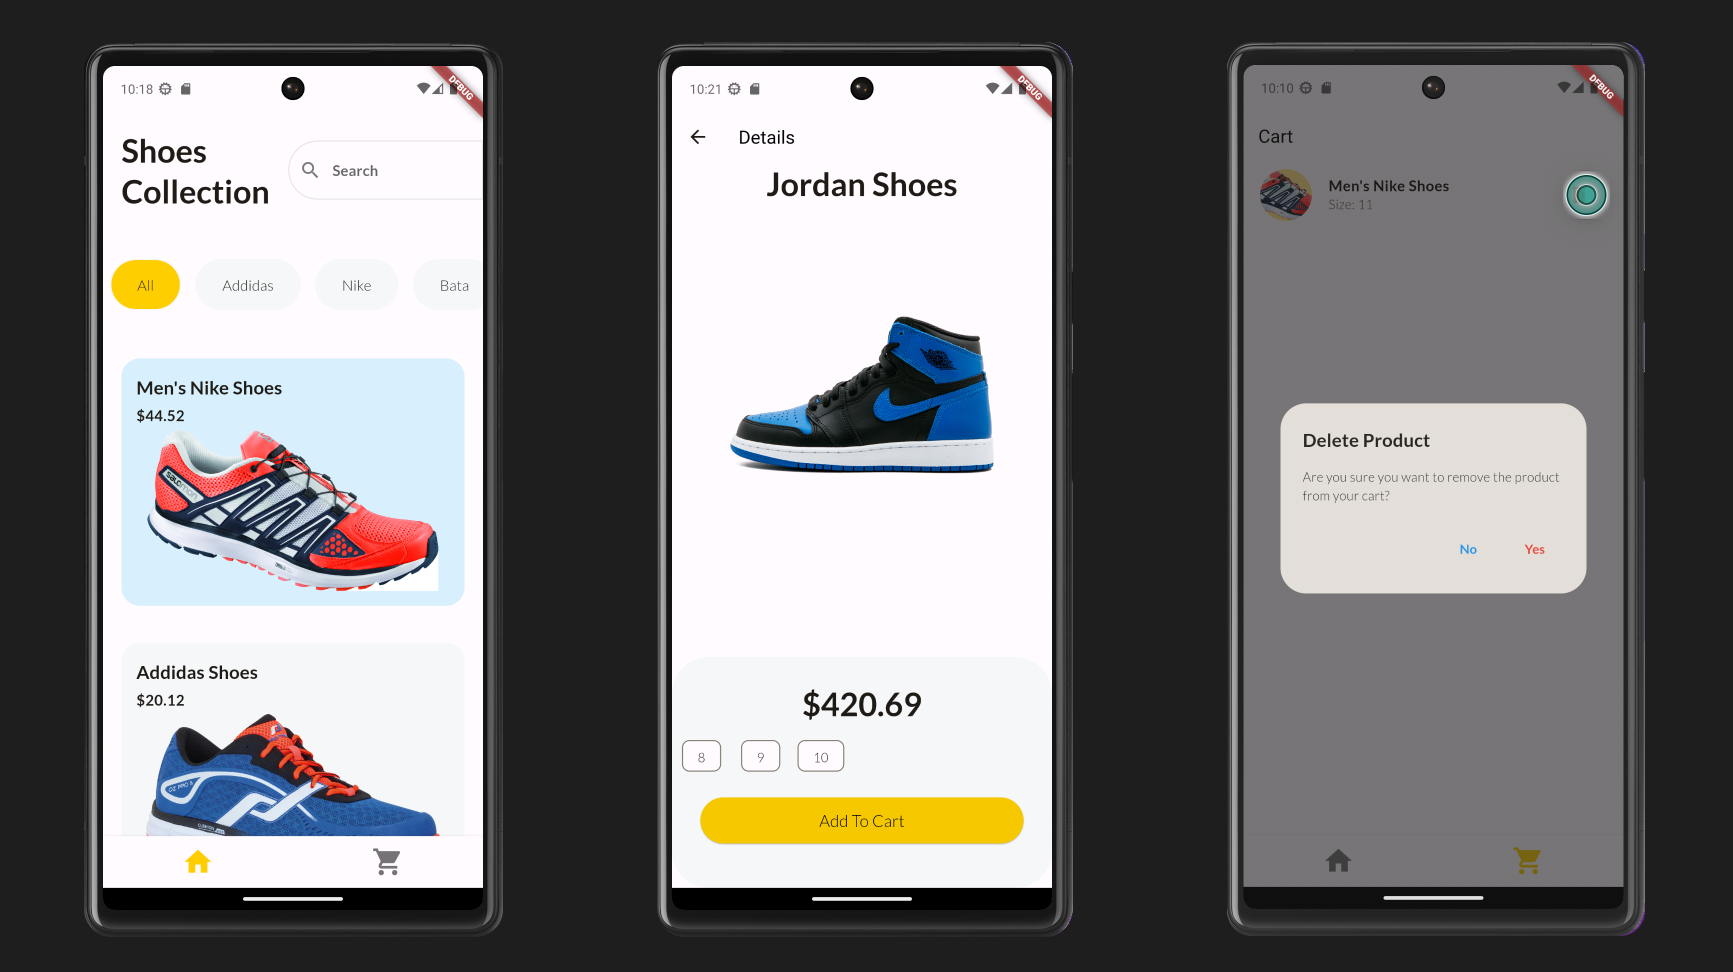 10:18
DEBUG
Shoes
Collection
Search
All
Addidas
Nike
Bata
Men's Nike Shoes
$44.52
salomon
Addidas Shoes
$20.12
10:21
DEBUG
Details
Jordan Shoes
$420.69
8
9
10
Add To Cart
10:10
DEBUG
Cart
Men's Nike Shoes
Size: 11
Delete Product
Are you sure you want to remove the product
from your cart?
No
Yes